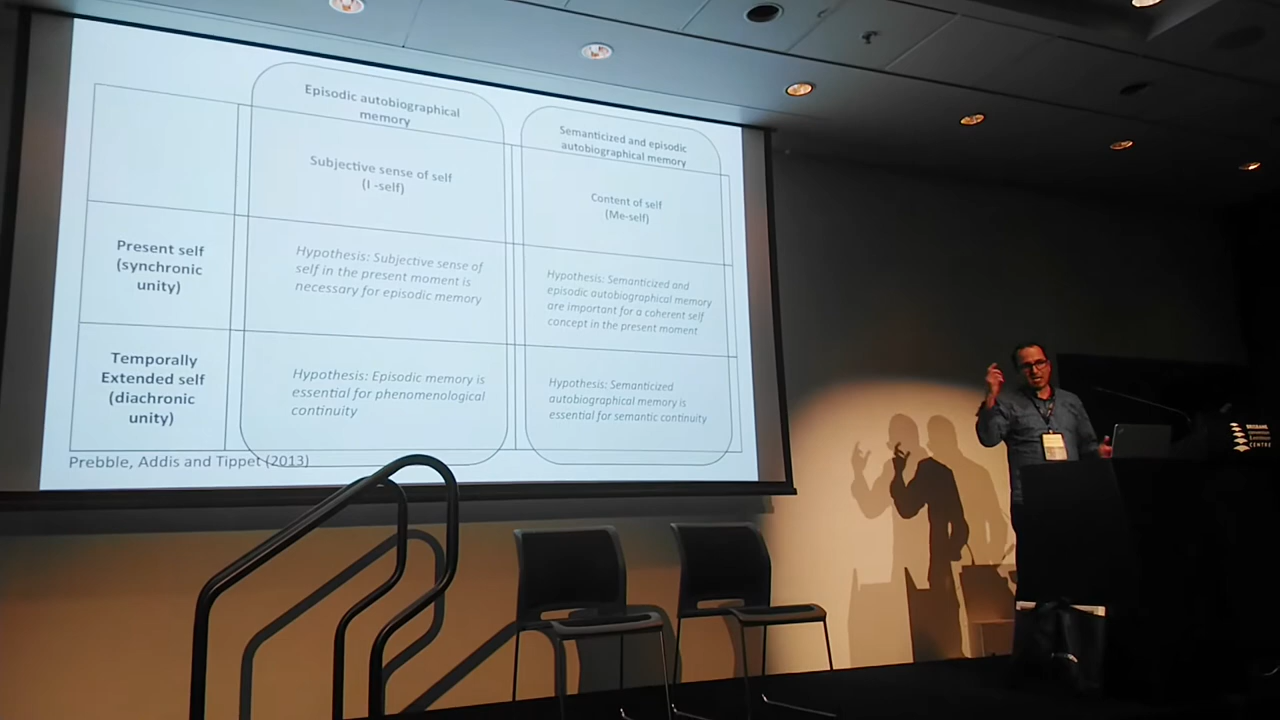 Episodic autobiographical
memory
Semanticized and episodic
autobiographical memory
Subjective sense of self
(I -self)
Content of self
(Me-self)
Present self
(synchronic
unity)
Hypothesis: Subjective sense of
self in the present moment is
necessary for episodic memory
Hypothesis: Semanticized and
episodic autobiographical memory
are important for a coherent self
concept in the present moment
Temporally
Extended self
(diachronic
unity)
Hypothesis: Episodic memory is
essential for phenomenological
continuity
Hypothesis: Semanticized
autobiographical memory is
essential for semantic continuity
Prebble, Addis and Tippet (2013)
BRISBANE
CENTRE